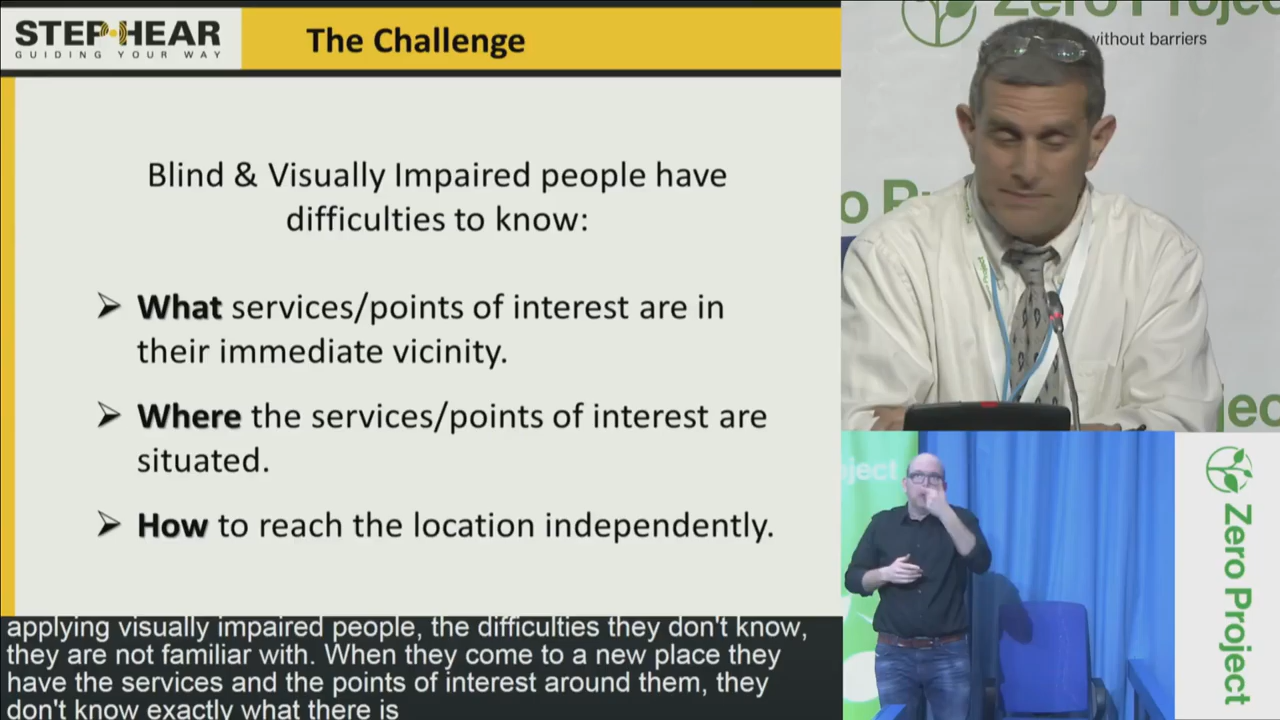 STEP-HEAR
GUIDING YOUR WAY
The Challenge
Blind & Visually Impaired people have
difficulties to know:
What services/points of interest are in
their immediate vicinity.
Where the services/points of interest are
situated.
How to reach the location independently.
applying visually impaired people, the difficulties they don't know,
they are not familiar with. When they come to a new place they
have the services and the points of interest around them, they
don't know exactly what there is
Zero Project
without barriers
Zero Project